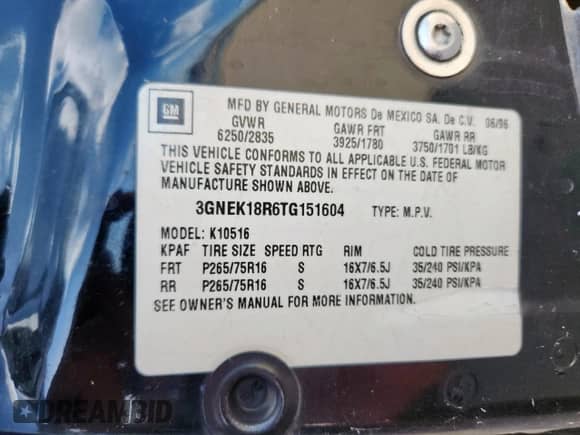 GM
MFD BY GENERAL MOTORS De MEXICO SA. De C.V. 06/96
GVWR GAWR FRT GAWR RR
6250/2835 3925/1780 3750/1701 LB/KG
THIS VEHICLE CONFORMS TO ALL APPLICABLE U.S. FEDERAL MOTOR
VEHICLE SAFETY STANDARDS IN EFFECT ON THE DATE OF
MANUFACTURE SHOWN ABOVE.
3GNEK18R6TG151604 TYPE: M.P.V.
MODEL: K10516
KPAF TIRE SIZE SPEED RTG RIM COLD TIRE PRESSURE
FRT P265/75R16 S 16X7/6.5J 35/240 PSI/KPA
RR P265/75R16 S 16X7/6.5J 35/240 PSI/KPA
SEE OWNER'S MANUAL FOR MORE INFORMATION.
DREAMBID